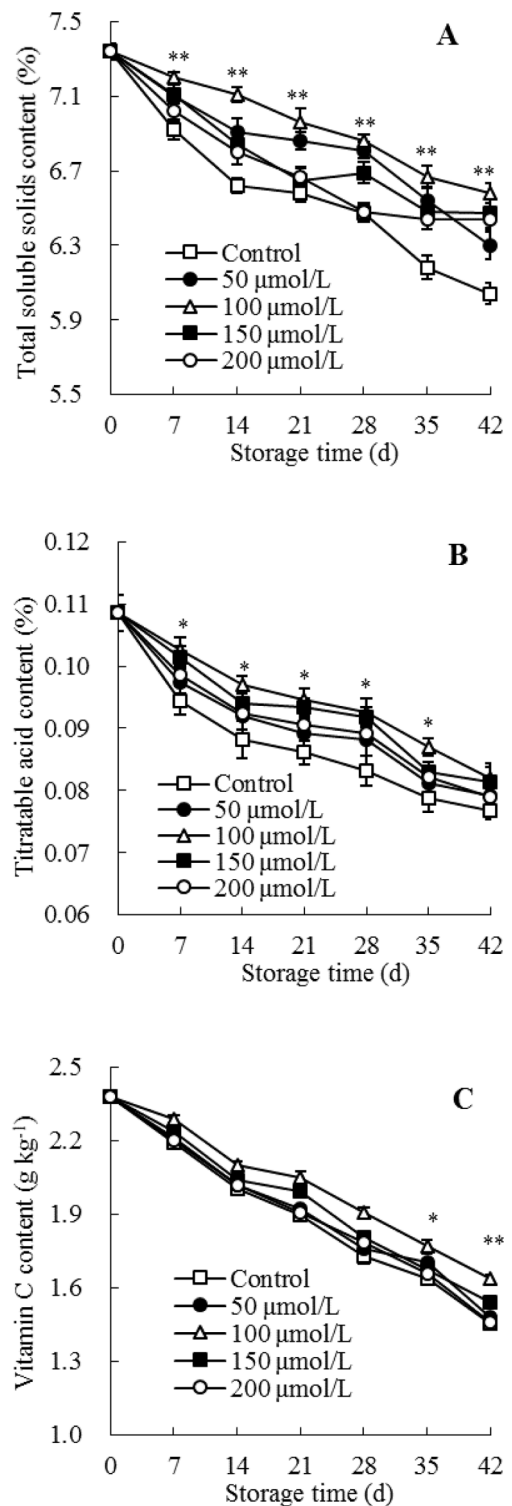 A
Total soluble solids content (%)
7.5
7.1
6.7
6.3
5.9
5.5
** ** ** ** ** **
Control
50 μmol/L
100 μmol/L
150 μmol/L
200 μmol/L
0 7 14 21 28 35 42
Storage time (d)
B
Titratable acid content (%)
0.12
0.11
0.10
0.09
0.08
0.07
0.06
* * * * *
Control
50 μmol/L
100 μmol/L
150 μmol/L
200 μmol/L
0 7 14 21 28 35 42
Storage time (d)
C
Vitamin C content (g kg⁻¹)
2.5
2.2
1.9
1.6
1.3
1.0
* **
Control
50 μmol/L
100 μmol/L
150 μmol/L
200 μmol/L
0 7 14 21 28 35 42
Storage time (d)